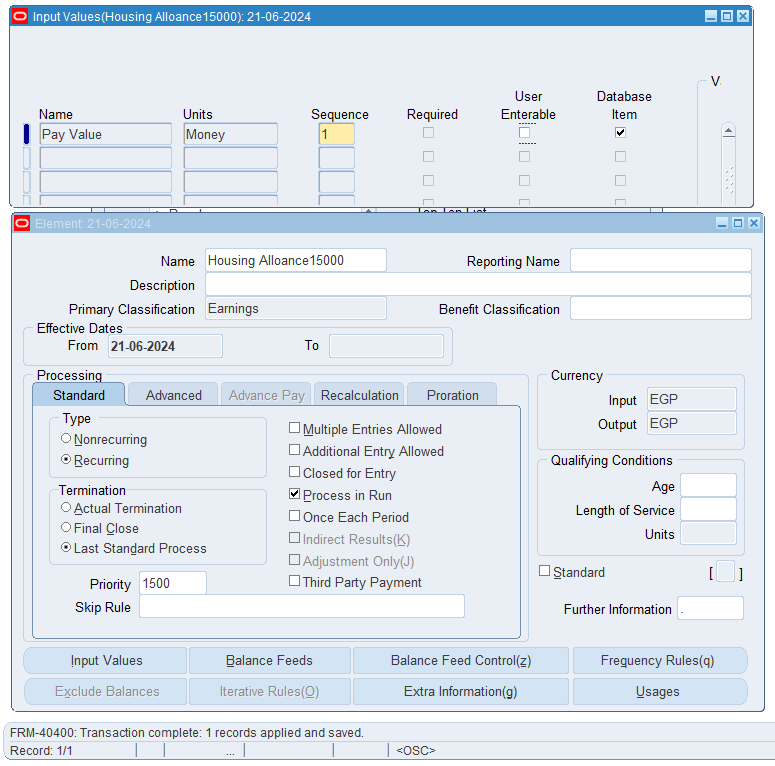 Input Values(Housing Alloance15000): 21-06-2024
V
User
Database
Name
Units
Sequence
Required
Enterable
Item
Pay Value
Money
1
Element: 21-06-2024
Name
Housing Alloance15000
Reporting Name
Description
Primary Classification
Earnings
Benefit Classification
Effective Dates
From
21-06-2024
To
Processing
Standard
Advanced
Advance Pay
Recalculation
Proration
Currency
Input
EGP
Output
EGP
Type
Nonrecurring
Recurring
Multiple Entries Allowed
Additional Entry Allowed
Closed for Entry
Process in Run
Once Each Period
Indirect Results(K)
Adjustment Only(J)
Third Party Payment
Qualifying Conditions
Age
Length of Service
Units
Termination
Actual Termination
Final Close
Last Standard Process
Priority
1500
Skip Rule
Standard
[ ]
Further Information
.
Input Values
Balance Feeds
Balance Feed Control(z)
Frequency Rules(q)
Exclude Balances
Iterative Rules(O)
Extra Information(g)
Usages
FRM-40400: Transaction complete: 1 records applied and saved.
Record: 1/1
...
<OSC>